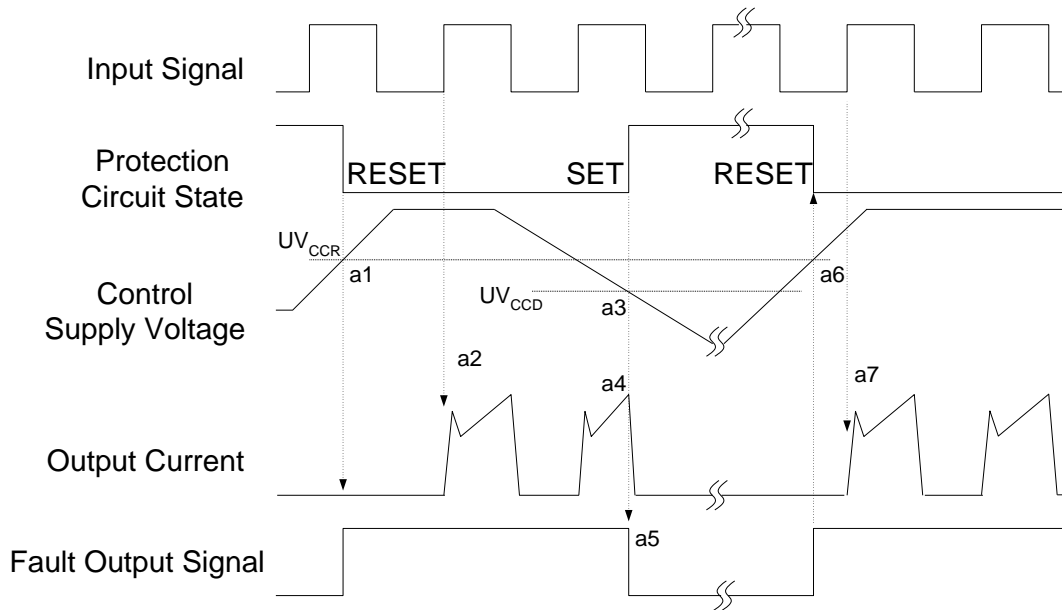 Input Signal
Protection
Circuit State
RESET
SET
RESET
UVCCR
a1
a6
Control
Supply Voltage
UVCCD
a3
a2
a4
a7
Output Current
a5
Fault Output Signal